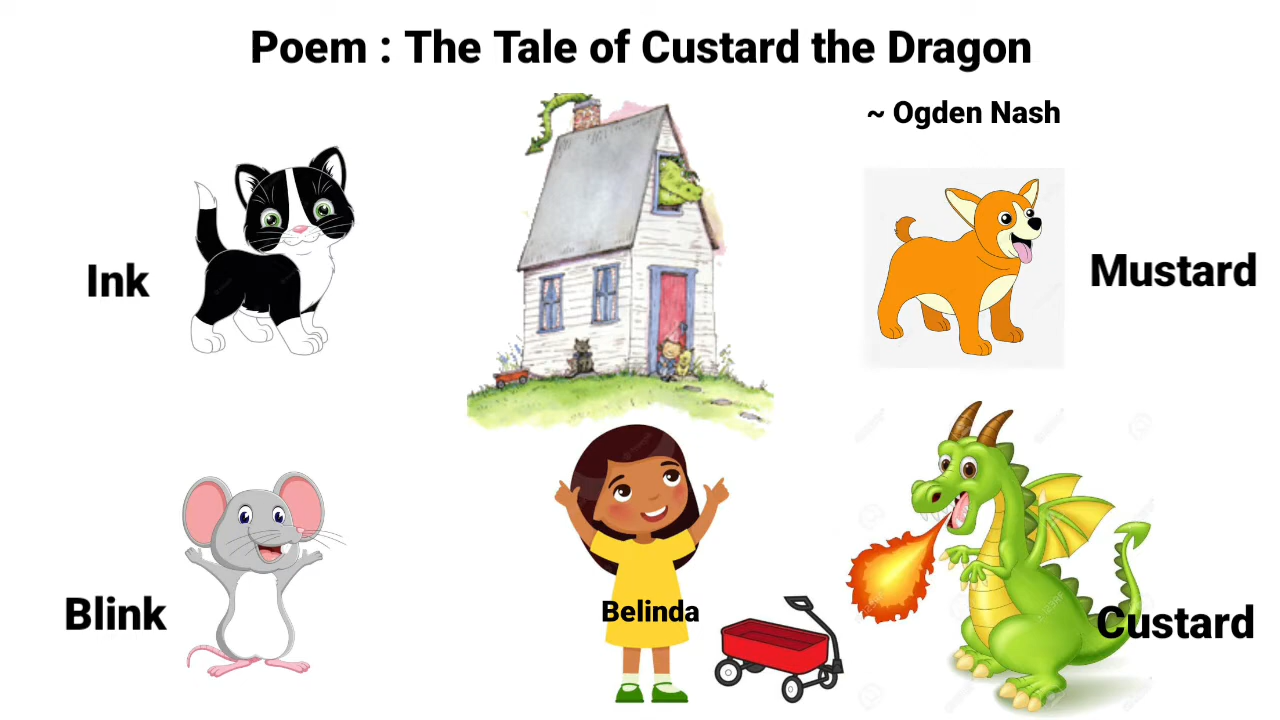 Poem : The Tale of Custard the Dragon
~ Ogden Nash
Ink
Mustard
Blink
Belinda
Custard